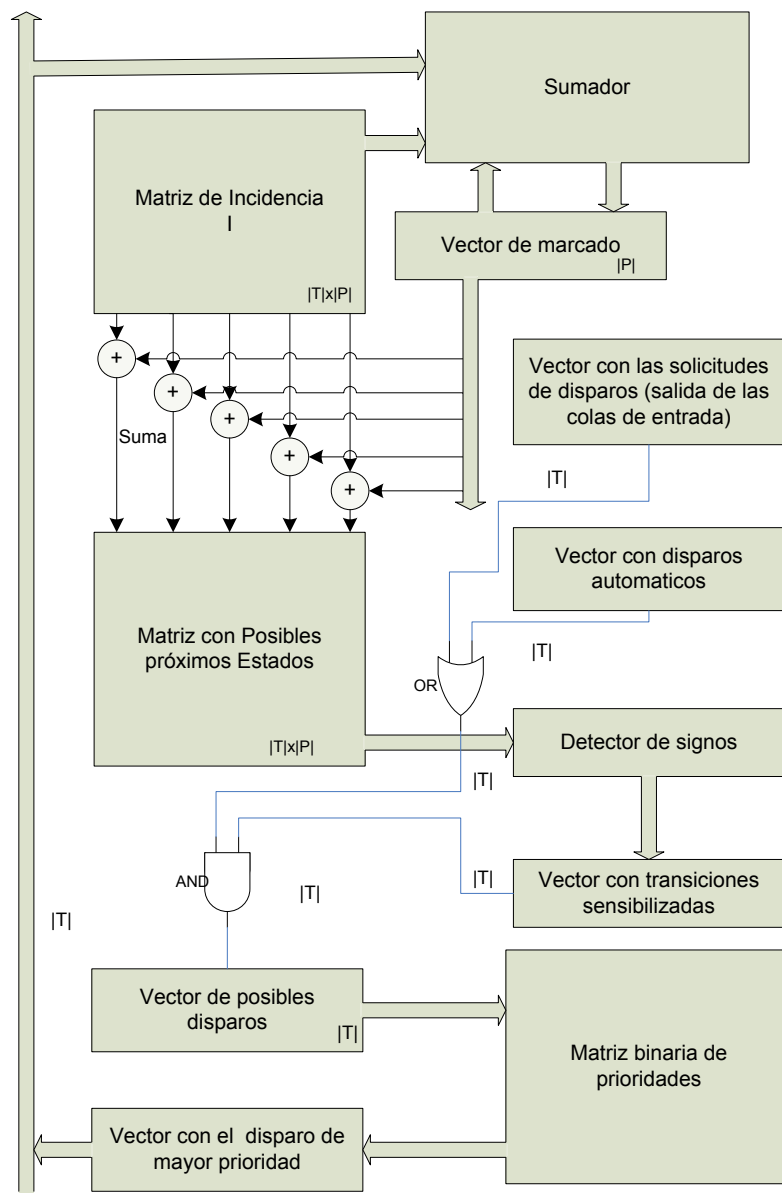 Sumador
Matriz de Incidencia
I
|T|x|P|
Vector de marcado
|P|
+
+
+
+
+
Suma
Vector con las solicitudes
de disparos (salida de las
colas de entrada)
|T|
Vector con disparos
automaticos
|T|
OR
Matriz con Posibles
próximos Estados
|T|x|P|
Detector de signos
|T|
AND
|T|
|T|
Vector con transiciones
sensibilizadas
|T|
Vector de posibles
disparos
|T|
Matriz binaria de
prioridades
Vector con el disparo de
mayor prioridad